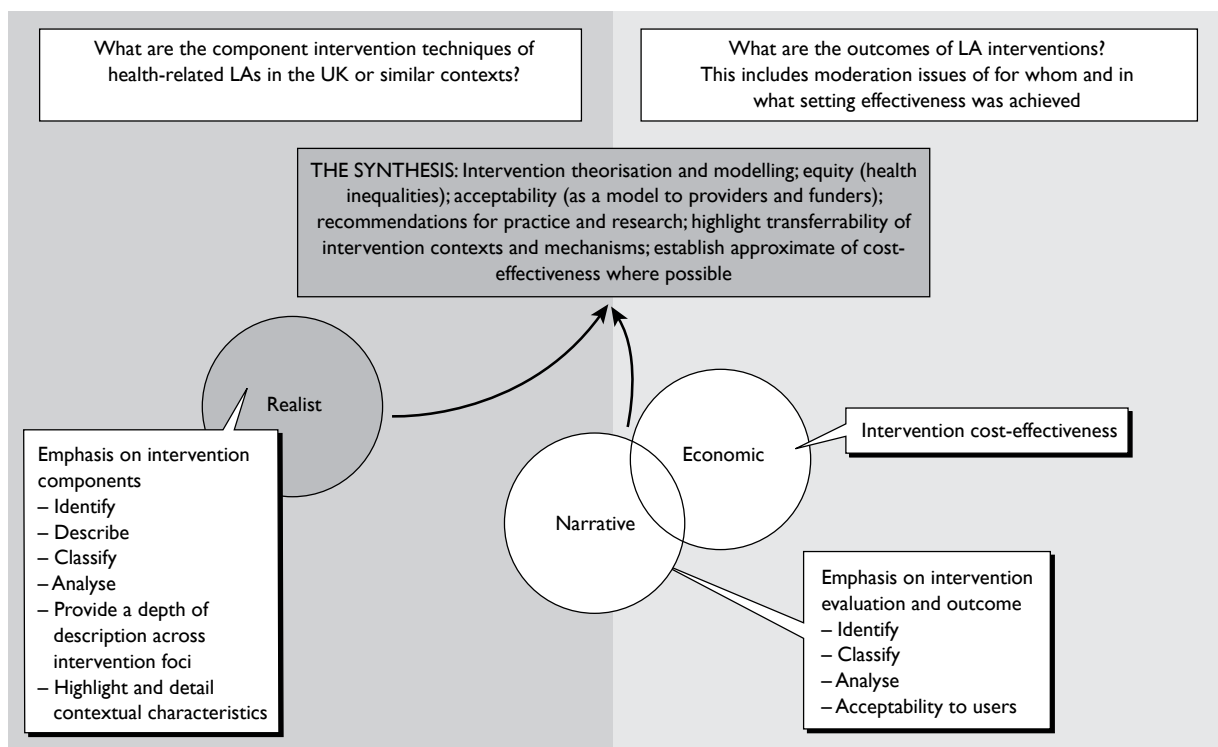 What are the component intervention techniques of
health-related LAs in the UK or similar contexts?
What are the outcomes of LA interventions?
This includes moderation issues of for whom and in
what setting effectiveness was achieved
THE SYNTHESIS: Intervention theorisation and modelling; equity (health
inequalities); acceptability (as a model to providers and funders);
recommendations for practice and research; highlight transferrability of
intervention contexts and mechanisms; establish approximate of cost-
effectiveness where possible
Realist
Emphasis on intervention
components
– Identify
– Describe
– Classify
– Analyse
– Provide a depth of
description across
intervention foci
– Highlight and detail
contextual characteristics
Economic
Intervention cost-effectiveness
Narrative
Emphasis on intervention
evaluation and outcome
– Identify
– Classify
– Analyse
– Acceptability to users